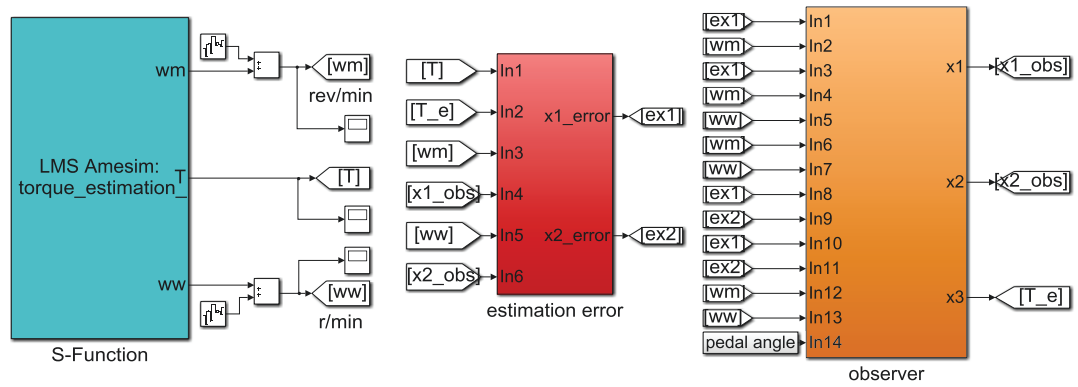 wm
[wm]
rev/min
LMS Amesim:
torque_estimation_
T
[T]
ww
[ww]
r/min
S-Function
[T]
[T_e]
[wm]
[x1_obs]
[ww]
[x2_obs]
In1
In2
In3
In4
In5
In6
x1_error
x2_error
[ex1]
[ex2]
estimation error
[ex1]
[wm]
[ex1]
[wm]
[ww]
[wm]
[ww]
[ex1]
[ex2]
[ex1]
[ex2]
[wm]
[ww]
pedal angle
In1
In2
In3
In4
In5
In6
In7
In8
In9
In10
In11
In12
In13
In14
x1
x2
x3
[x1_obs]
[x2_obs]
[T_e]
observer